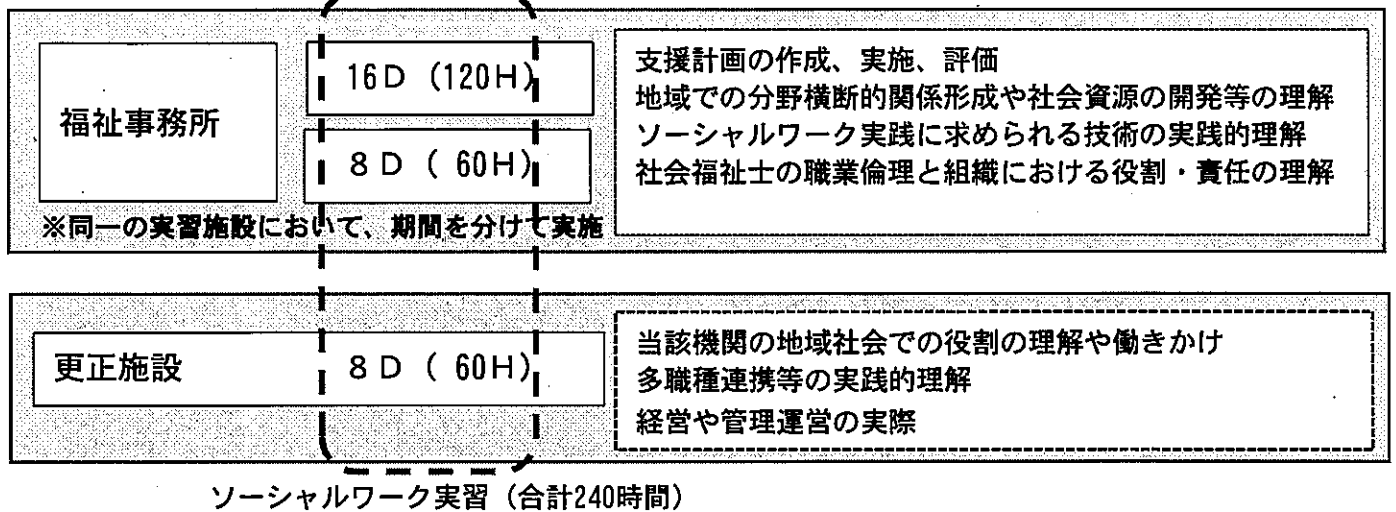 福祉事務所
16D (120H)
8D ( 60H)
※同一の実習施設において、期間を分けて実施
支援計画の作成、実施、評価
地域での分野横断的関係形成や社会資源の開発等の理解
ソーシャルワーク実践に求められる技術の実践的理解
社会福祉士の職業倫理と組織における役割・責任の理解
更正施設
8D ( 60H)
当該機関の地域社会での役割の理解や働きかけ
多職種連携等の実践的理解
経営や管理運営の実際
ソーシャルワーク実習（合計240時間）